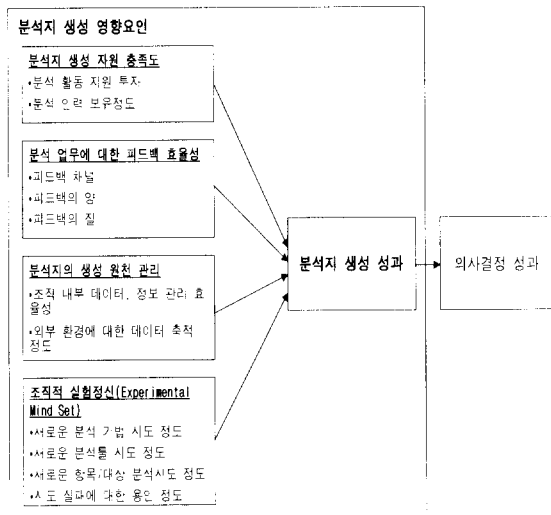 분석지 생성 영향요인
분석지 생성 자원 충족도
•분석 활동 자원 투자
•분석 인력 보유정도
분석 업무에 대한 피드백 효율성
•피드백 채널
•피드백의 양
•피드백의 질
분석지의 생성 원천 관리
•조직 내부 데이터, 정보 관리 효
율성
•외부 환경에 대한 데이터 축적
정도
조직적 실험정신(Experimental
Mind Set)
•새로운 분석 기법 시도 정도
•새로운 분석툴 시도 정도
•새로운 항목/대상 분석시도 정도
•시도 실패에 대한 용인 정도
분석지 생성 성과
의사결정 성과